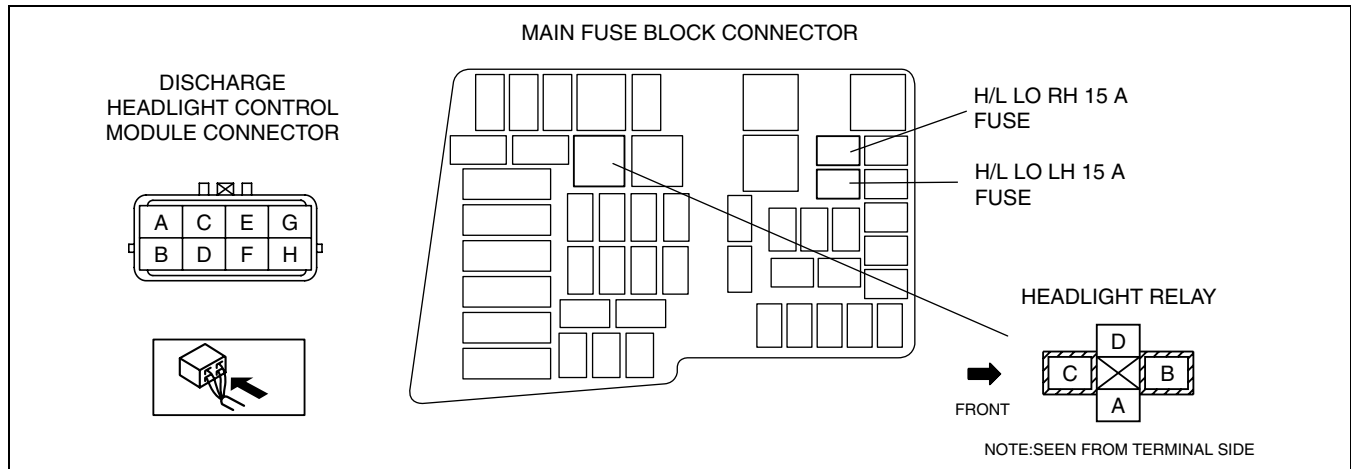 MAIN FUSE BLOCK CONNECTOR
DISCHARGE
HEADLIGHT CONTROL
MODULE CONNECTOR
A C E G
B D F H
H/L LO RH 15 A
FUSE
H/L LO LH 15 A
FUSE
HEADLIGHT RELAY
D
C B
A
FRONT
NOTE:SEEN FROM TERMINAL SIDE